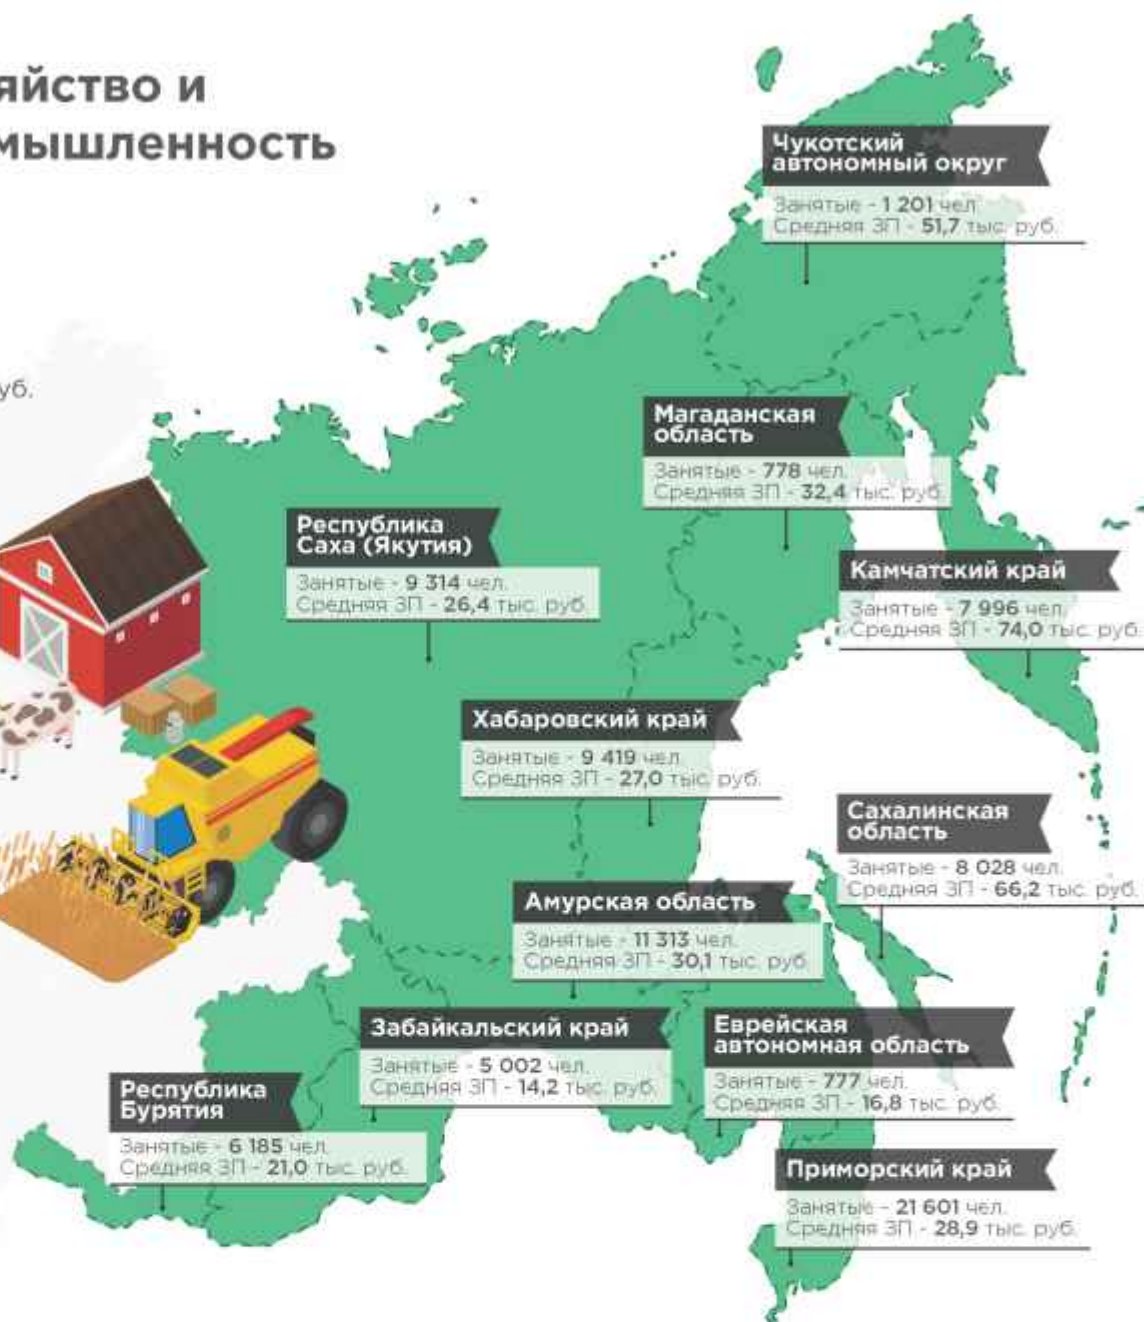 яйство и
мышленность
уб.
Чукотский
автономный округ
Занятые - 1 201 чел.
Средняя ЗП - 51,7 тыс. руб.
Магаданская
область
Занятые - 778 чел.
Средняя ЗП - 32,4 тыс. руб.
Республика
Саха (Якутия)
Занятые - 9 314 чел.
Средняя ЗП - 26,4 тыс. руб.
Камчатский край
Занятые - 7 996 чел.
Средняя ЗП - 74,0 тыс. руб.
Хабаровский край
Занятые - 9 419 чел.
Средняя ЗП - 27,0 тыс. руб.
Сахалинская
область
Занятые - 8 028 чел.
Средняя ЗП - 66,2 тыс. руб.
Амурская область
Занятые - 11 313 чел.
Средняя ЗП - 30,1 тыс. руб.
Забайкальский край
Занятые - 5 002 чел.
Средняя ЗП - 14,2 тыс. руб.
Еврейская
автономная область
Занятые - 777 чел.
Средняя ЗП - 16,8 тыс. руб.
Республика
Бурятия
Занятые - 6 185 чел.
Средняя ЗП - 21,0 тыс. руб.
Приморский край
Занятые - 21 601 чел.
Средняя ЗП - 28,9 тыс. руб.